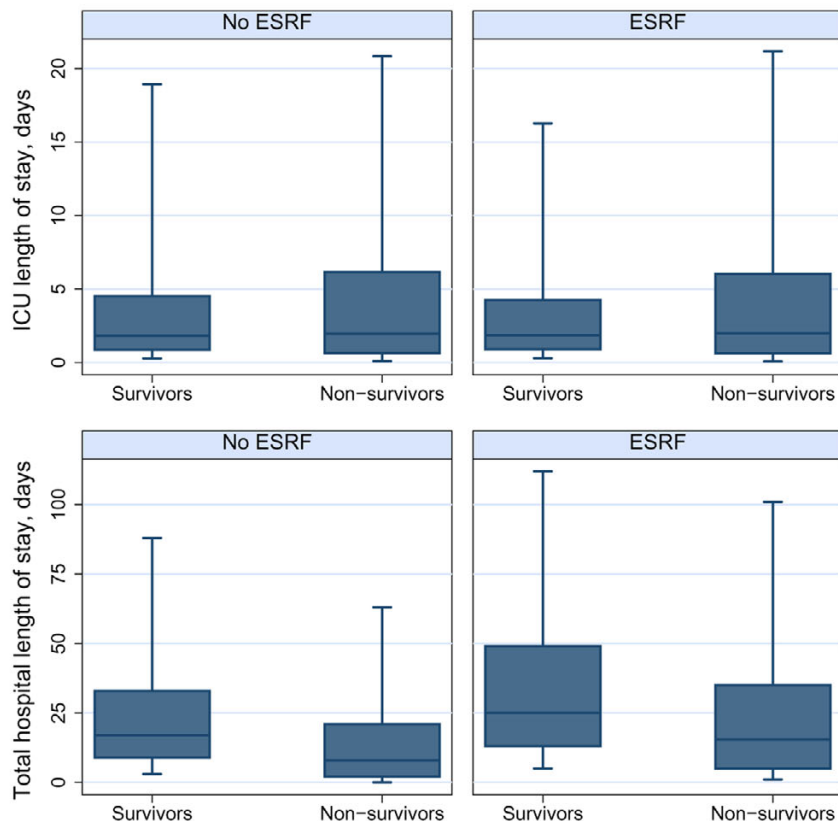 No ESRF
ESRF
ICU length of stay, days
20
15
10
5
0
Survivors
Non-survivors
Survivors
Non-survivors
No ESRF
ESRF
Total hospital length of stay, days
100
75
50
25
0
Survivors
Non-survivors
Survivors
Non-survivors